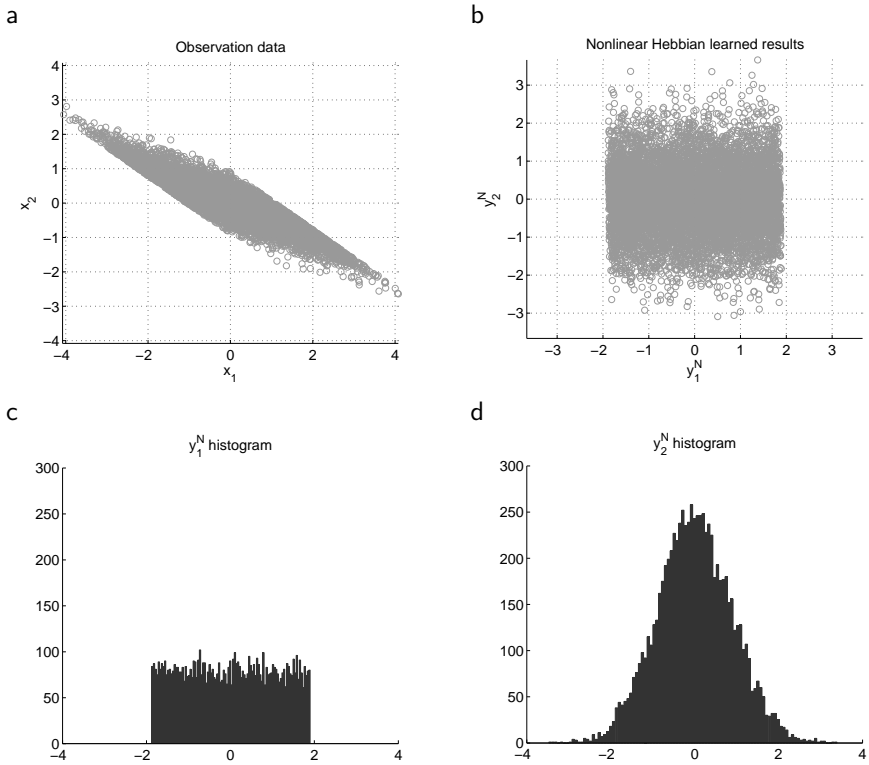 a
Observation data
4
3
2
1
0
−1
−2
−3
−4
x2
−4 −2 0 2 4
x1
b
Nonlinear Hebbian learned results
3
2
1
0
−1
−2
−3
y2N
−3 −2 −1 0 1 2 3
y1N
c
y1N histogram
300
250
200
150
100
50
0
−4 −2 0 2 4
d
y2N histogram
300
250
200
150
100
50
0
−4 −2 0 2 4